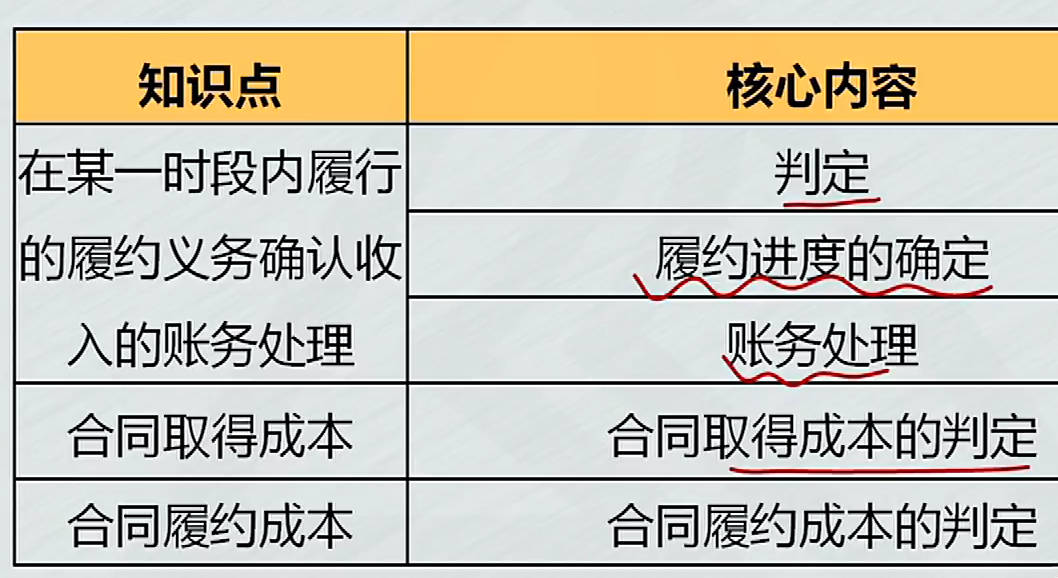 知识点 核心内容
在某一时段内履行 判定
的履约义务确认收 履约进度的确定
入的账务处理 账务处理
合同取得成本 合同取得成本的判定
合同履约成本 合同履约成本的判定